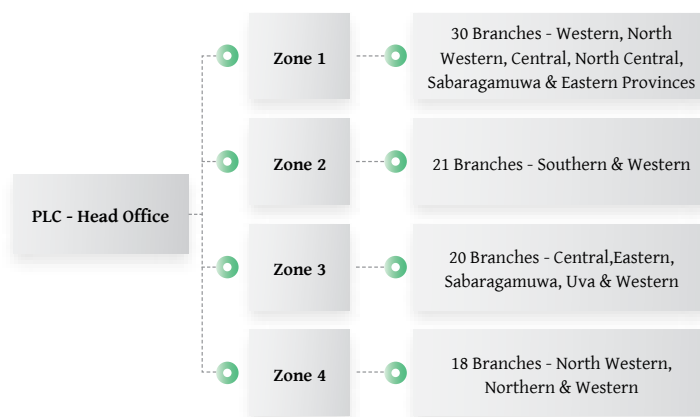 Zone 1
30 Branches - Western, North
Western, Central, North Central,
Sabaragamuwa & Eastern Provinces
Zone 2
21 Branches - Southern & Western
PLC - Head Office
Zone 3
20 Branches - Central,Eastern,
Sabaragamuwa, Uva & Western
Zone 4
18 Branches - North Western,
Northern & Western